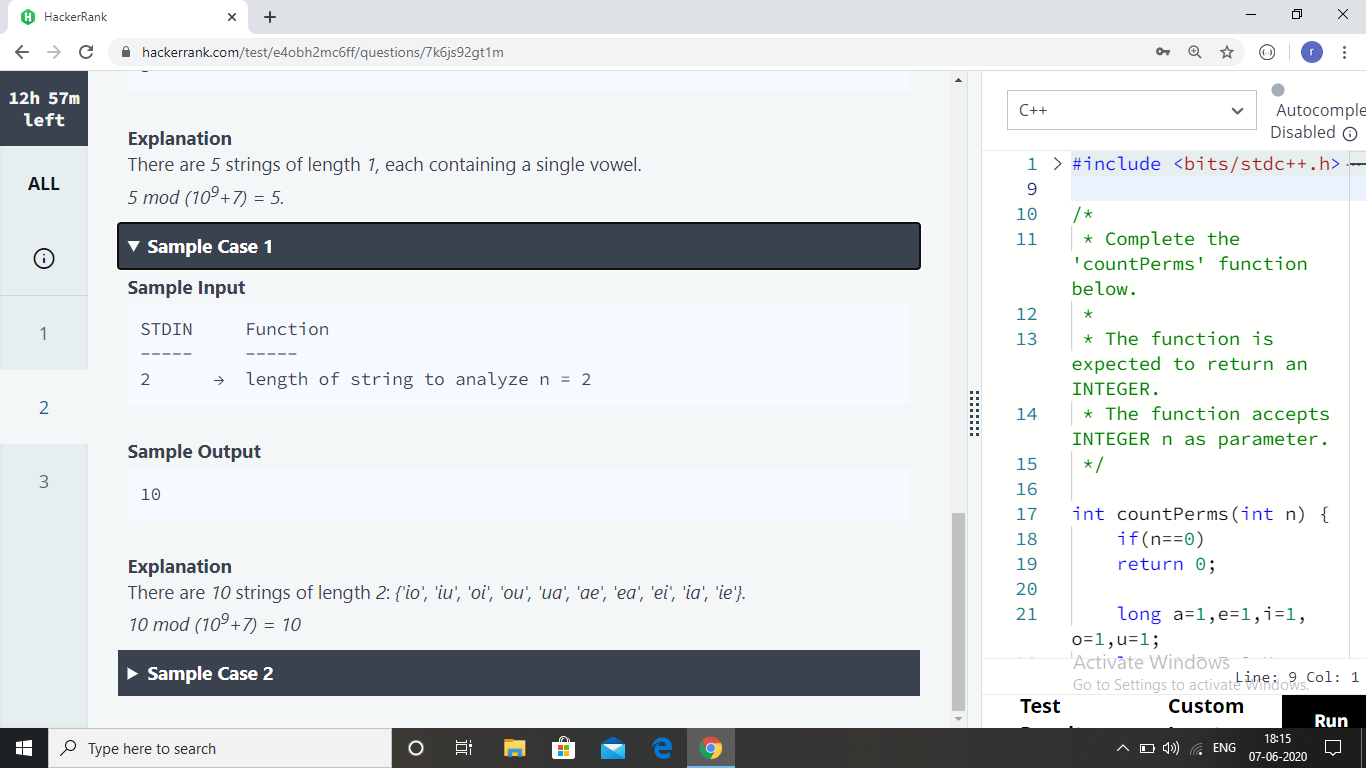 HackerRank
hackerrank.com/test/e4obh2mc6ff/questions/7k6js92gt1m
r
12h 57m
left
ALL
1
2
3
Explanation
There are 5 strings of length 1, each containing a single vowel.
5 mod (10⁹+7) = 5.
▼ Sample Case 1
Sample Input
STDIN Function
----- -----
2 → length of string to analyze n = 2
Sample Output
10
Explanation
There are 10 strings of length 2: {'io', 'iu', 'oi', 'ou', 'ua', 'ae', 'ea', 'ei', 'ia', 'ie'}.
10 mod (10⁹+7) = 10
▶ Sample Case 2
C++
Autocomple
Disabled
1 > #include <bits/stdc++.h>
9
10 /*
11 * Complete the
'countPerms' function
below.
12 *
13 * The function is
expected to return an
INTEGER.
14 * The function accepts
INTEGER n as parameter.
15 */
16
17 int countPerms(int n) {
18 if(n==0)
19 return 0;
20
21 long a=1,e=1,i=1,
o=1,u=1;
Activate Windows
Go to Settings to activate Windows.
Line: 9 Col: 1
Test
Custom
Run
Type here to search
ENG
18:15
07-06-2020